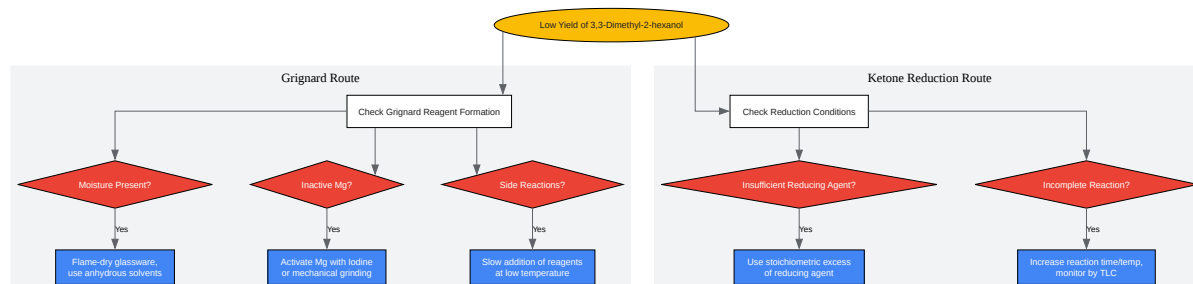 Low Yield of 3,3-Dimethyl-2-hexanol
Grignard Route
Ketone Reduction Route
Check Grignard Reagent Formation
Check Reduction Conditions
Moisture Present?
Inactive Mg?
Side Reactions?
Insufficient Reducing Agent?
Incomplete Reaction?
Yes
Yes
Yes
Yes
Yes
Flame-dry glassware,
use anhydrous solvents
Activate Mg with Iodine
or mechanical grinding
Slow addition of reagents
at low temperature
Use stoichiometric excess
of reducing agent
Increase reaction time/temp,
monitor by TLC